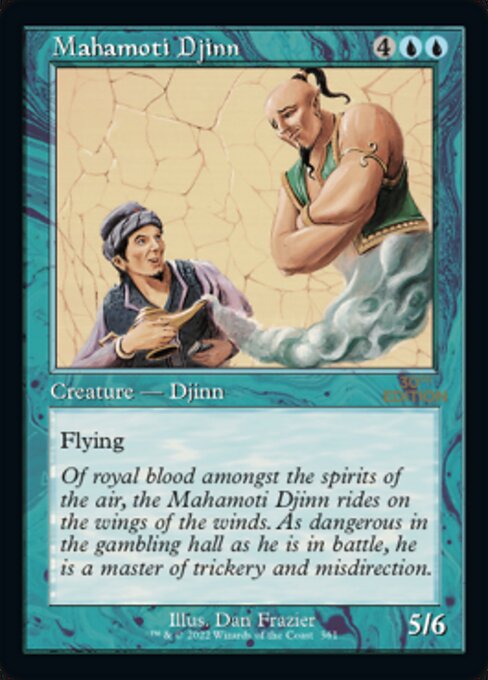 Mahamoti Djinn 4
Creature — Djinn
30TH
EDITION
Flying
Of royal blood amongst the spirits of
the air, the Mahamoti Djinn rides on
the wings of the winds. As dangerous in
the gambling hall as he is in battle, he
is a master of trickery and misdirection.
Illus. Dan Frazier
™ & © 2022 Wizards of the Coast 361
5/6